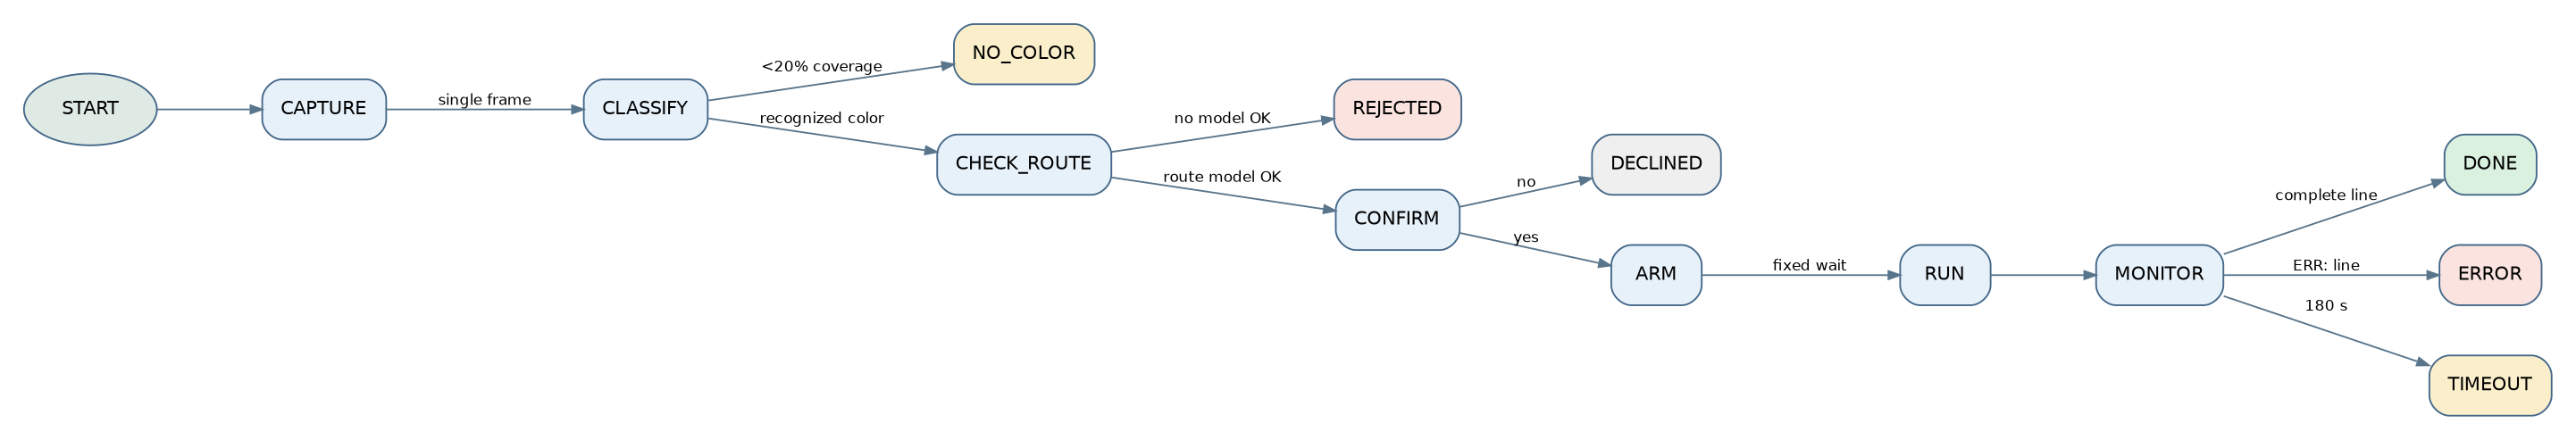 START
CAPTURE
single frame
CLASSIFY
<20% coverage
NO_COLOR
recognized color
CHECK_ROUTE
no model OK
REJECTED
route model OK
CONFIRM
no
DECLINED
yes
ARM
fixed wait
RUN
MONITOR
complete line
DONE
ERR: line
ERROR
180 s
TIMEOUT